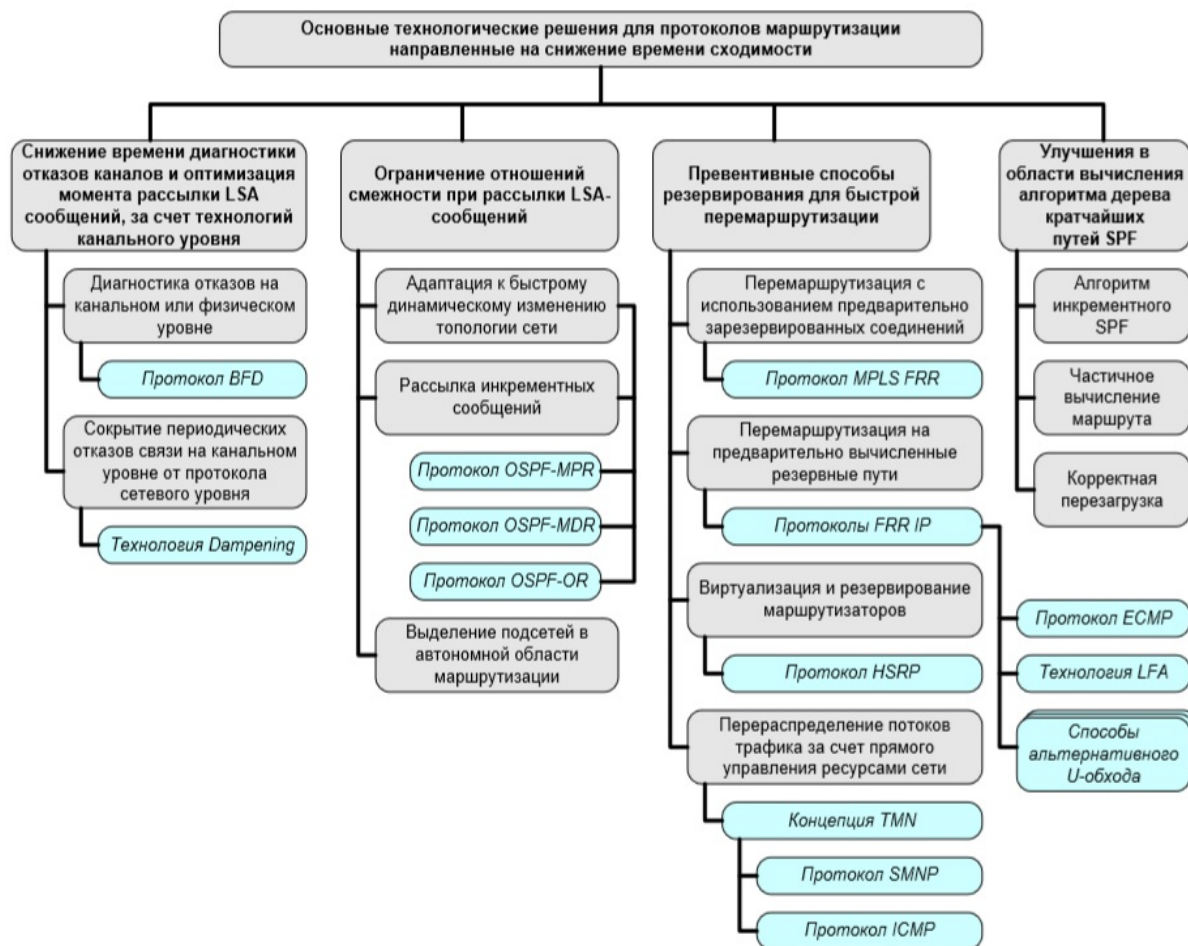 Основные технологические решения для протоколов маршрутизации
направленные на снижение времени сходимости
Снижение времени диагностики
отказов каналов и оптимизация
момента рассылки LSA
сообщений, за счет технологий
канального уровня
Диагностика отказов на
канальном или физическом
уровне
Протокол BFD
Сокрытие периодических
отказов связи на канальном
уровне от протокола
сетевого уровня
Технология Dampening
Ограничение отношений
смежности при рассылки LSA-
сообщений
Адаптация к быстрому
динамическому изменению
топологии сети
Рассылка инкрементных
сообщений
Протокол OSPF-MPR
Протокол OSPF-MDR
Протокол OSPF-OR
Выделение подсетей в
автономной области
маршрутизации
Превентивные способы
резервирования для быстрой
перемаршрутизации
Перемаршрутизация с
использованием предварительно
зарезервированных соединений
Протокол MPLS FRR
Перемаршрутизация на
предварительно вычисленные
резервные пути
Протоколы FRR IP
Виртуализация и резервирование
маршрутизаторов
Протокол HSRP
Перераспределение потоков
трафика за счет прямого
управления ресурсами сети
Концепция TMN
Протокол SMNP
Протокол ICMP
Улучшения в
области вычисления
алгоритма дерева
кратчайших
путей SPF
Алгоритм
инкрементного
SPF
Частичное
вычисление
маршрута
Корректная
перезагрузка
Протокол ECMP
Технология LFA
Способы
альтернативного
U-обхода